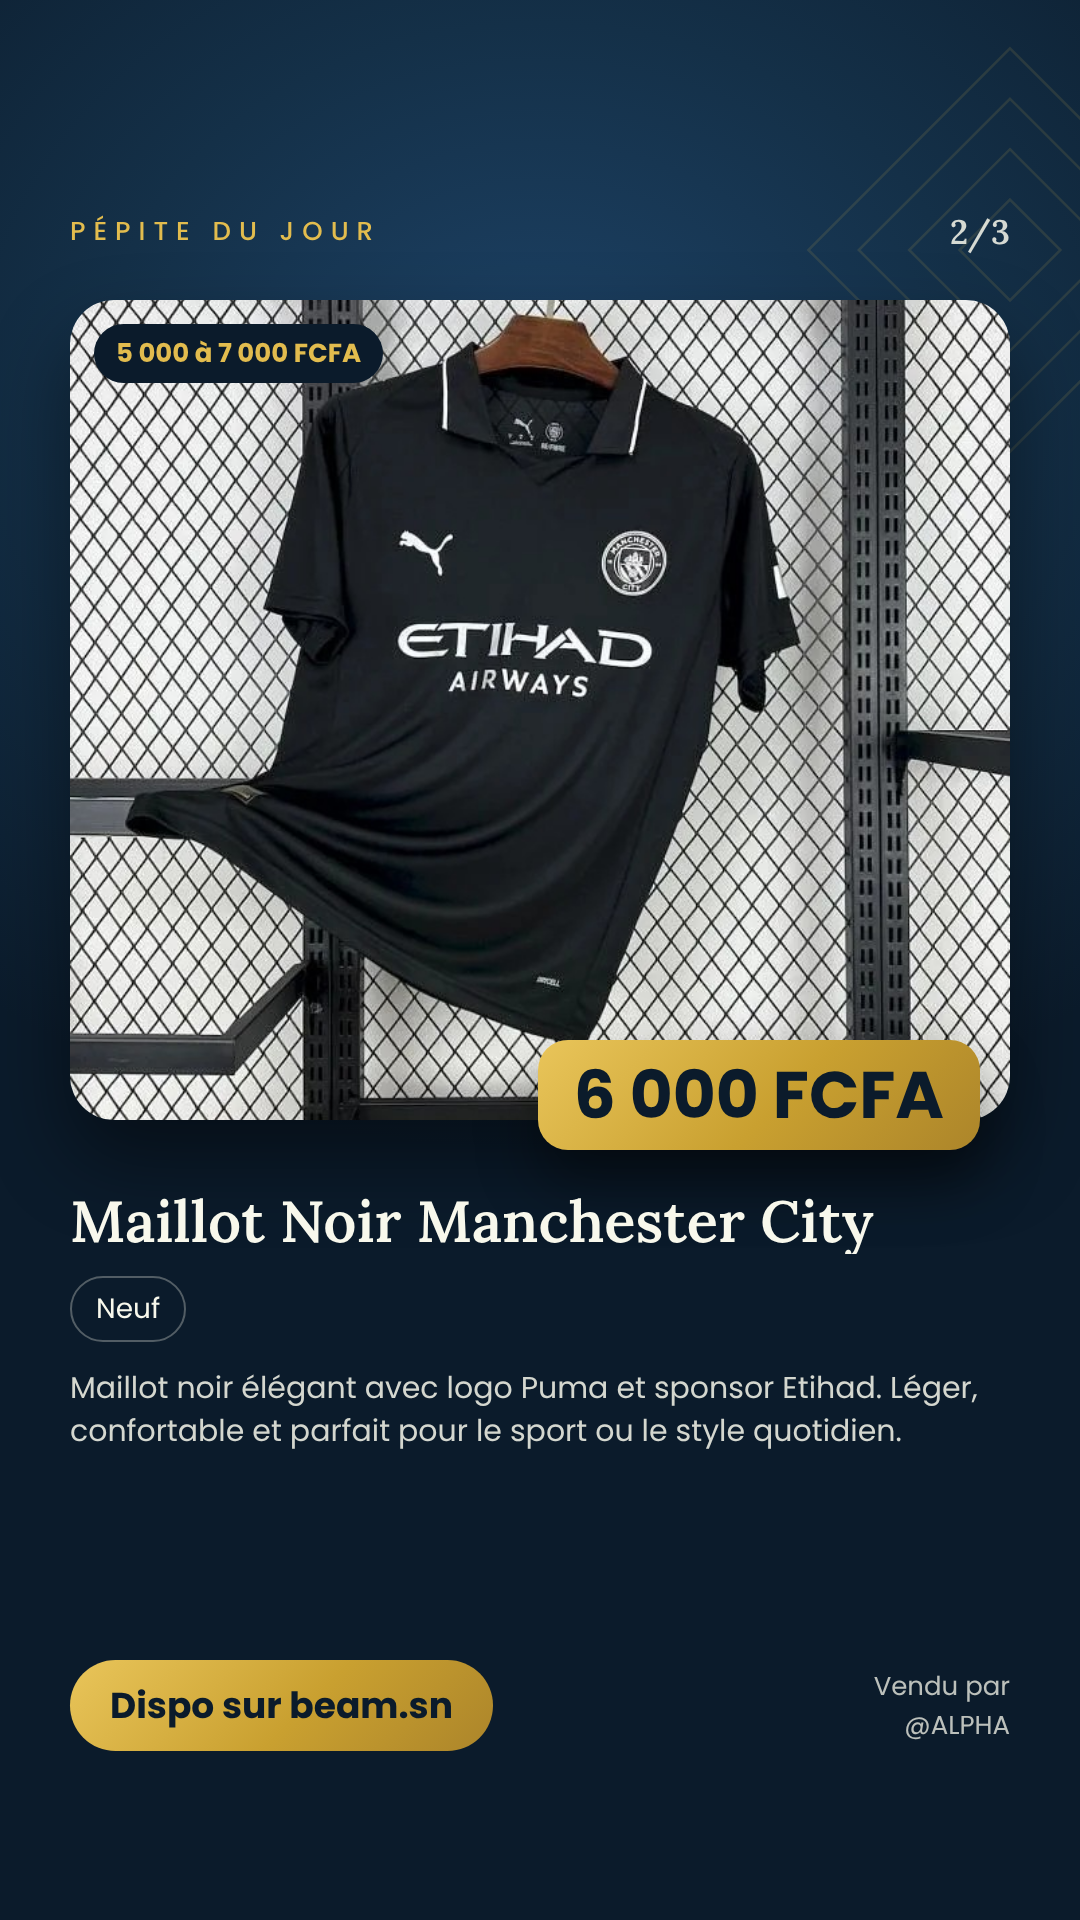 PÉPITE DU JOUR
2/3
5 000 à 7 000 FCFA
MANCHESTER
CITY
ETIHAD
AIRWAYS
6 000 FCFA
Maillot Noir Manchester City
Neuf
Maillot noir élégant avec logo Puma et sponsor Etihad. Léger,
confortable et parfait pour le sport ou le style quotidien.
Dispo sur beam.sn
Vendu par
@ALPHA